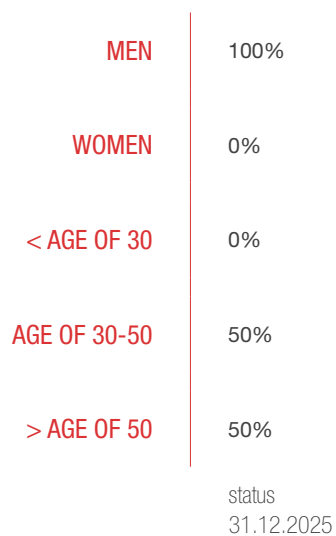 MEN 100%
WOMEN 0%
< AGE OF 30 0%
AGE OF 30-50 50%
> AGE OF 50 50%
status
31.12.2025